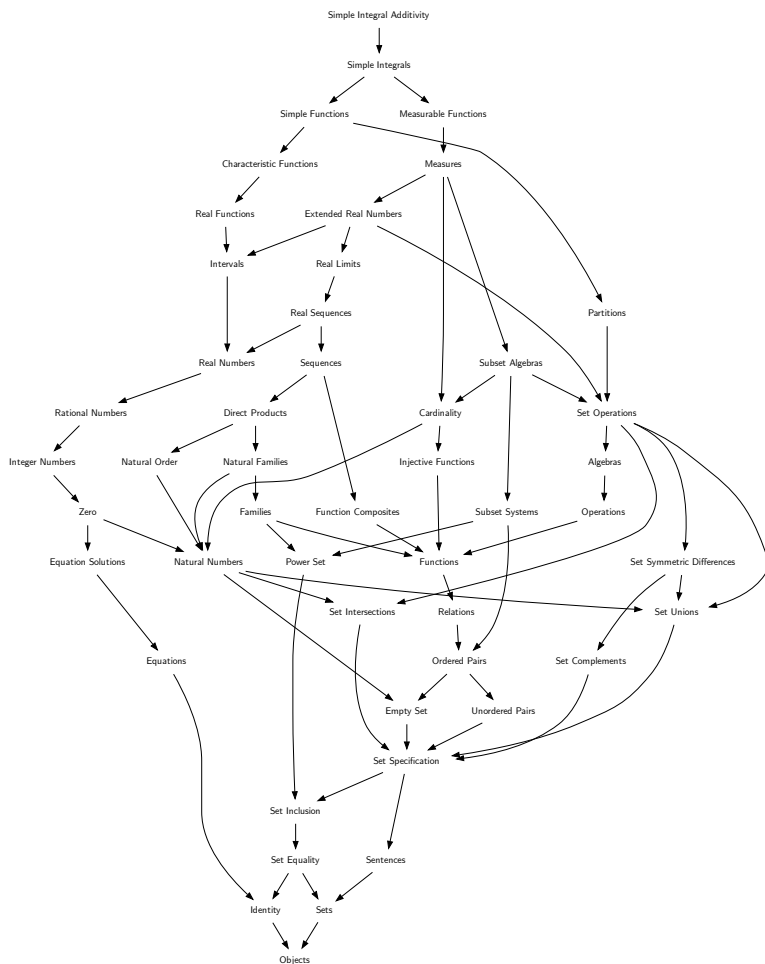 Simple Integral Additivity
Simple Integrals
Simple Functions
Measurable Functions
Characteristic Functions
Measures
Real Functions
Extended Real Numbers
Intervals
Real Limits
Real Sequences
Partitions
Real Numbers
Sequences
Subset Algebras
Rational Numbers
Direct Products
Cardinality
Set Operations
Integer Numbers
Natural Order
Natural Families
Injective Functions
Algebras
Zero
Families
Function Composites
Subset Systems
Operations
Equation Solutions
Natural Numbers
Power Set
Functions
Set Symmetric Differences
Set Intersections
Relations
Set Unions
Equations
Ordered Pairs
Set Complements
Empty Set
Unordered Pairs
Set Specification
Set Inclusion
Set Equality
Sentences
Identity
Sets
Objects